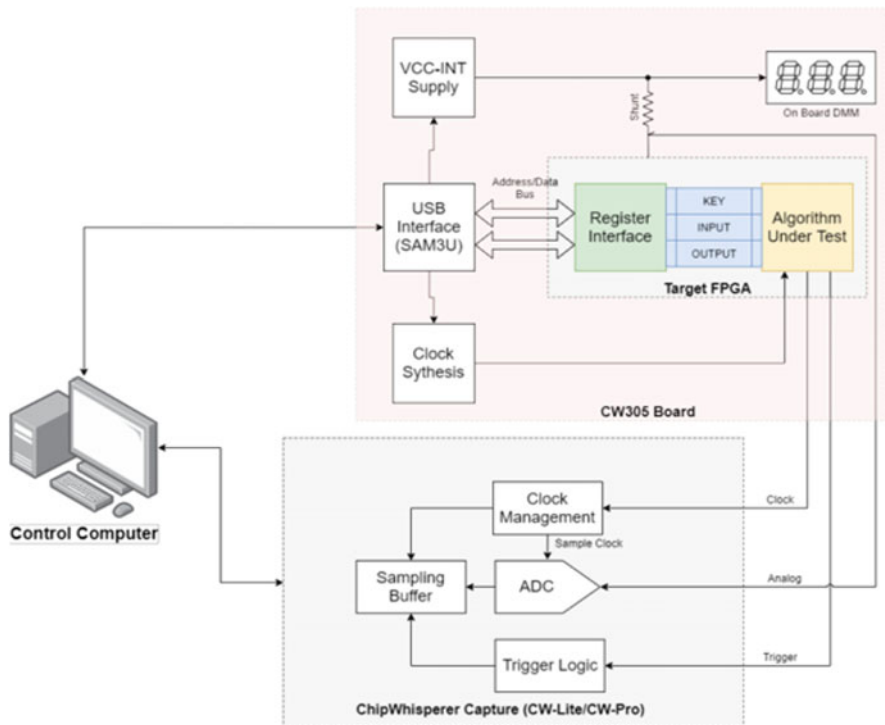 VCC-INT
Supply
Shunt
On Board DMM
Address/Data
Bus
USB
Interface
(SAM3U)
Register
Interface
KEY
INPUT
OUTPUT
Algorithm
Under Test
Target FPGA
Clock
Sythesis
CW305 Board
Control Computer
Clock
Management
Clock
Sample Clock
Sampling
Buffer
ADC
Analog
Trigger Logic
Trigger
ChipWhisperer Capture (CW-Lite/CW-Pro)